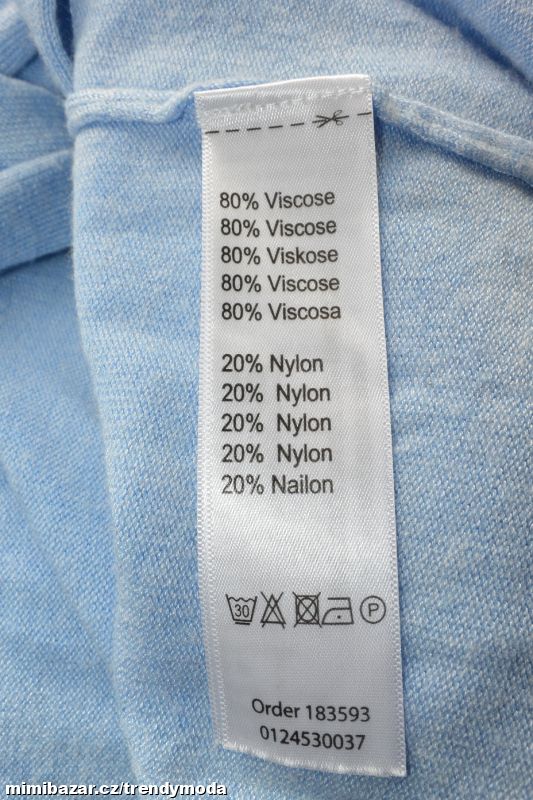 80% Viscose
80% Viscose
80% Viskose
80% Viscose
80% Viscosa
20% Nylon
20% Nylon
20% Nylon
20% Nylon
20% Nailon
30
P
Order 183593
0124530037
mimibazar.cz/trendymoda